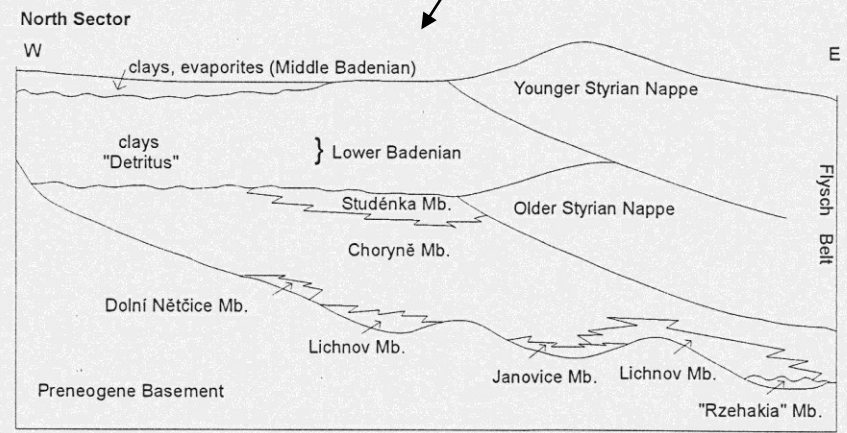 North Sector
W
E
clays, evaporites (Middle Badenian)
Younger Styrian Nappe
clays
"Detritus"
} Lower Badenian
Flysch Belt
Studénka Mb.
Older Styrian Nappe
Choryně Mb.
Dolní Nětčice Mb.
Lichnov Mb.
Janovice Mb.
Lichnov Mb.
Preneogene Basement
"Rzehakia" Mb.